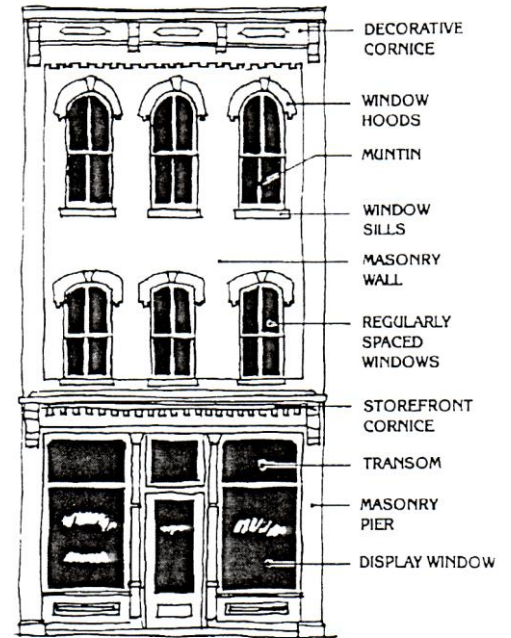 DECORATIVE
CORNICE
WINDOW
HOODS
MUNTIN
WINDOW
SILLS
MASONRY
WALL
REGULARLY
SPACED
WINDOWS
STOREFRONT
CORNICE
TRANSOM
MASONRY
PIER
DISPLAY WINDOW